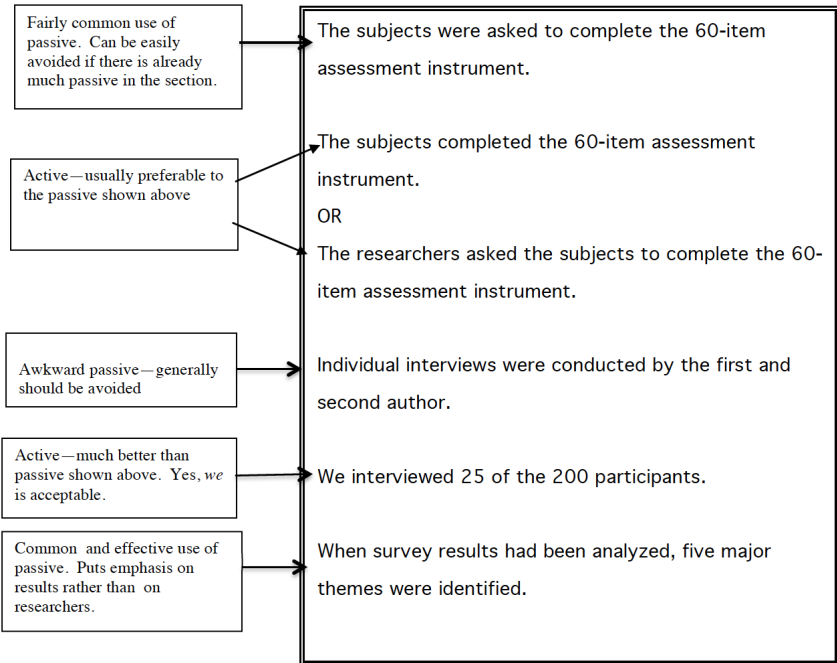 Fairly common use of
passive.  Can be easily
avoided if there is already
much passive in the section.
The subjects were asked to complete the 60-item
assessment instrument.
Active—usually preferable to
the passive shown above
The subjects completed the 60-item assessment
instrument.
OR
The researchers asked the subjects to complete the 60-
item assessment instrument.
Awkward passive—generally
should be avoided
Individual interviews were conducted by the first and
second author.
Active—much better than
passive shown above.  Yes, we
is acceptable.
We interviewed 25 of the 200 participants.
Common  and effective use of
passive.  Puts emphasis on
results rather than  on
researchers.
When survey results had been analyzed, five major
themes were identified.